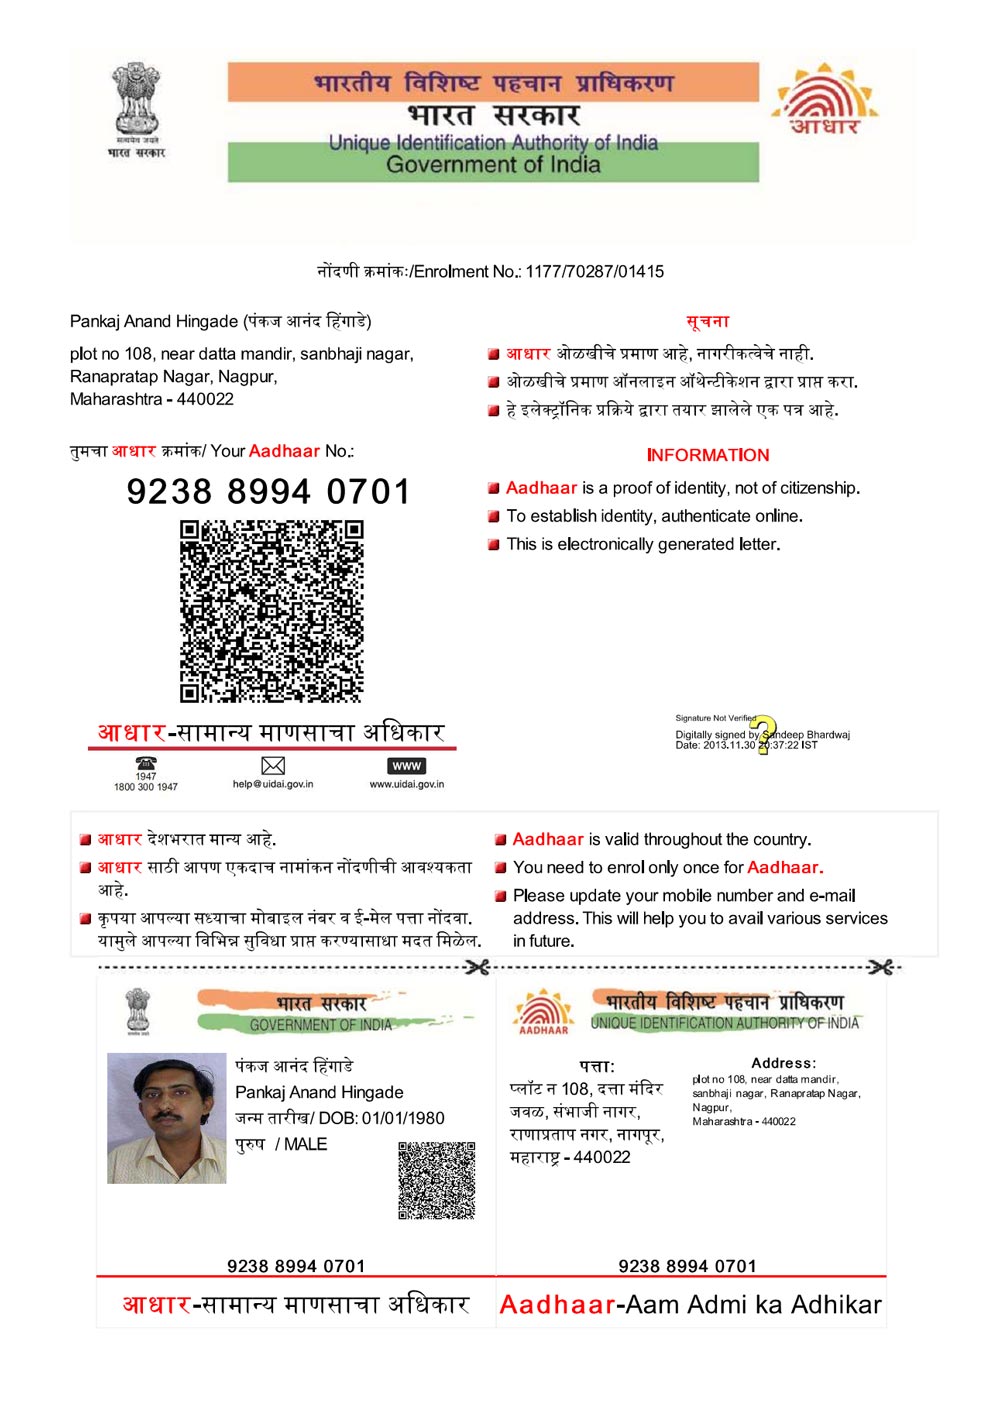 सत्यमेव जयते
भारत सरकार
भारतीय विशिष्ट पहचान प्राधिकरण
भारत सरकार
Unique Identification Authority of India
Government of India
आधार
नोंदणी क्रमांक:/Enrolment No.: 1177/70287/01415
Pankaj Anand Hingade (पंकज आनंद हिंगाडे)
plot no 108, near datta mandir, sanbhaji nagar,
Ranapratap Nagar, Nagpur,
Maharashtra - 440022
तुमचा आधार क्रमांक/ Your Aadhaar No.:
9238 8994 0701
सूचना
आधार ओळखीचे प्रमाण आहे, नागरीकत्वेचे नाही.
ओळखीचे प्रमाण ऑनलाइन ऑथेन्टीकेशन द्वारा प्राप्त करा.
हे इलेक्ट्रॉनिक प्रक्रिये द्वारा तयार झालेले एक पत्र आहे.
INFORMATION
Aadhaar is a proof of identity, not of citizenship.
To establish identity, authenticate online.
This is electronically generated letter.
आधार-सामान्य माणसाचा अधिकार
1947
1800 300 1947
help@uidai.gov.in
www
www.uidai.gov.in
Signature Not Verified
Digitally signed by Sandeep Bhardwaj
Date: 2013.11.30 20:37:22 IST
आधार देशभरात मान्य आहे.
आधार साठी आपण एकदाच नामांकन नोंदणीची आवश्यकता
आहे.
कृपया आपल्या सध्याचा मोबाइल नंबर व ई-मेल पत्ता नोंदवा.
यामुले आपल्या विभिन्न सुविधा प्राप्त करण्यासाधा मदत मिळेल.
Aadhaar is valid throughout the country.
You need to enrol only once for Aadhaar.
Please update your mobile number and e-mail
address. This will help you to avail various services
in future.
भारत सरकार
GOVERNMENT OF INDIA
पंकज आनंद हिंगाडे
Pankaj Anand Hingade
जन्म तारीख/ DOB: 01/01/1980
पुरुष / MALE
9238 8994 0701
आधार-सामान्य माणसाचा अधिकार
AADHAAR
भारतीय विशिष्ट पहचान प्राधिकरण
UNIQUE IDENTIFICATION AUTHORITY OF INDIA
पत्ता:
प्लॉट न 108, दत्ता मंदिर
जवळ, संभाजी नागर,
राणाप्रताप नगर, नागपूर,
महाराष्ट्र - 440022
Address:
plot no 108, near datta mandir,
sanbhaji nagar, Ranapratap Nagar,
Nagpur,
Maharashtra - 440022
9238 8994 0701
Aadhaar-Aam Admi ka Adhikar